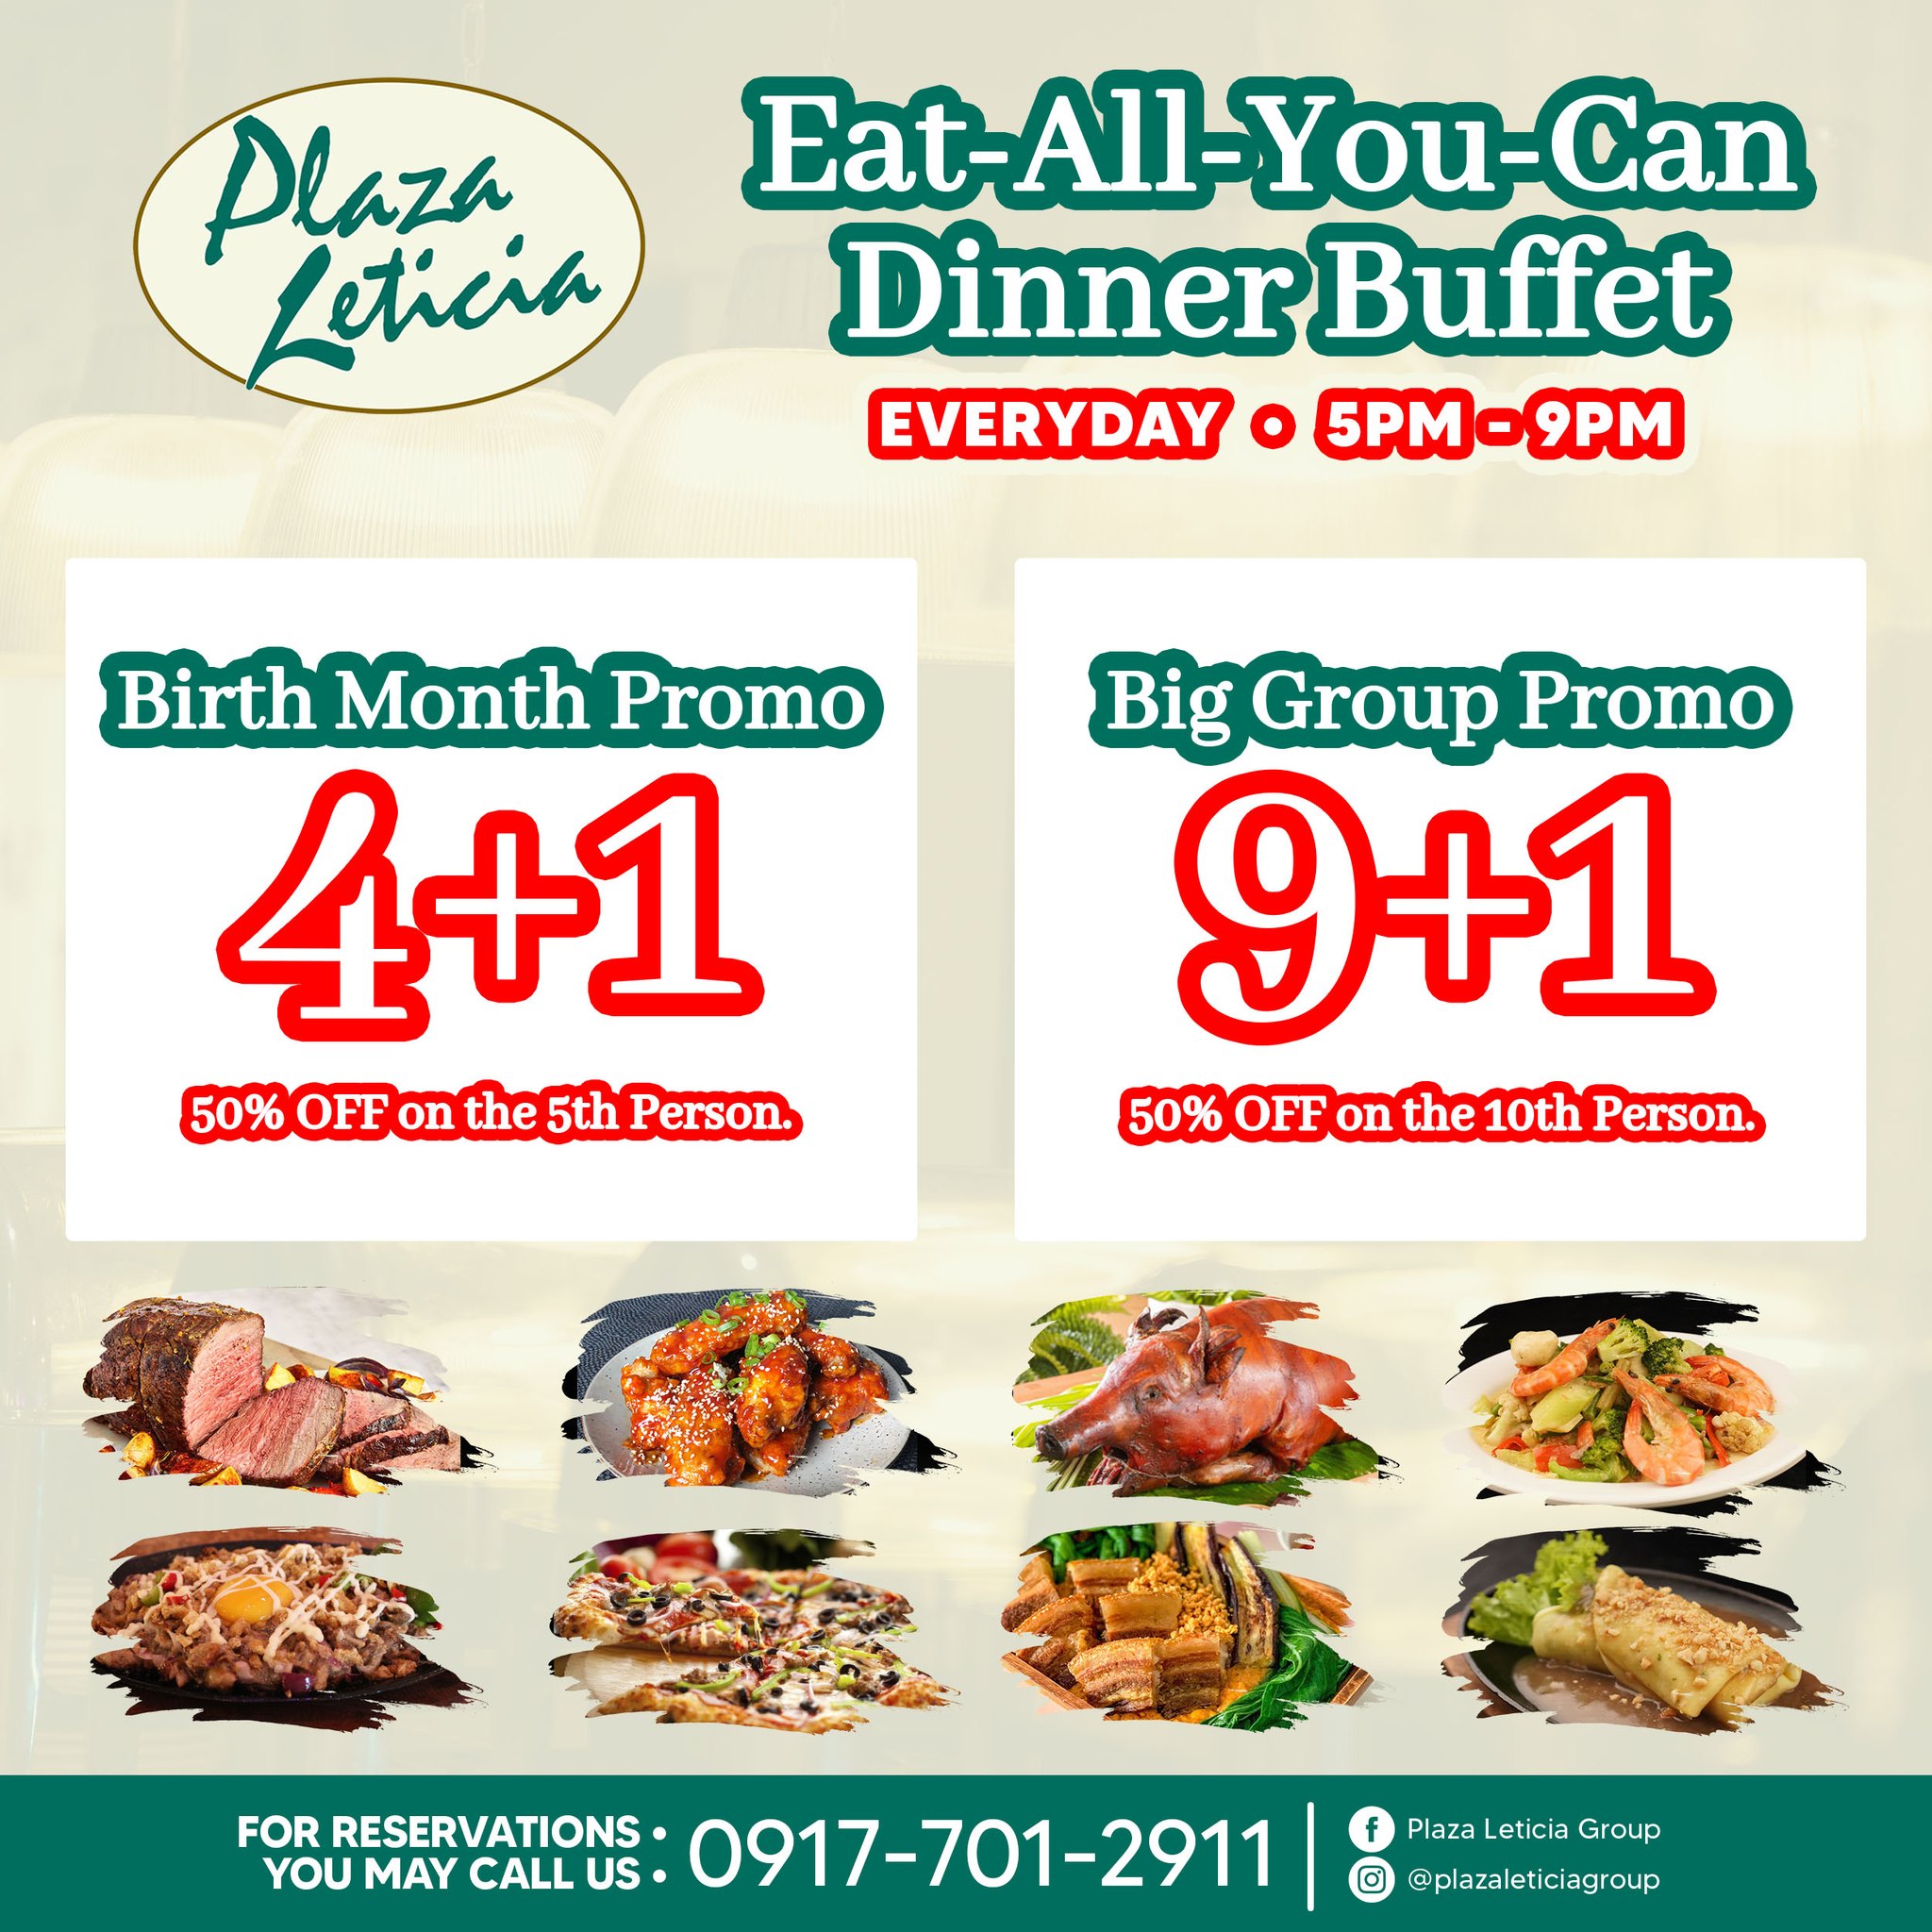 Plaza
Leticia
Eat-All-You-Can
Dinner Buffet
EVERYDAY • 5PM - 9PM
Birth Month Promo
4+1
50% OFF on the 5th Person.
Big Group Promo
9+1
50% OFF on the 10th Person.
FOR RESERVATIONS
YOU MAY CALL US : 0917-701-2911
Plaza Leticia Group
@plazaleticiagroup